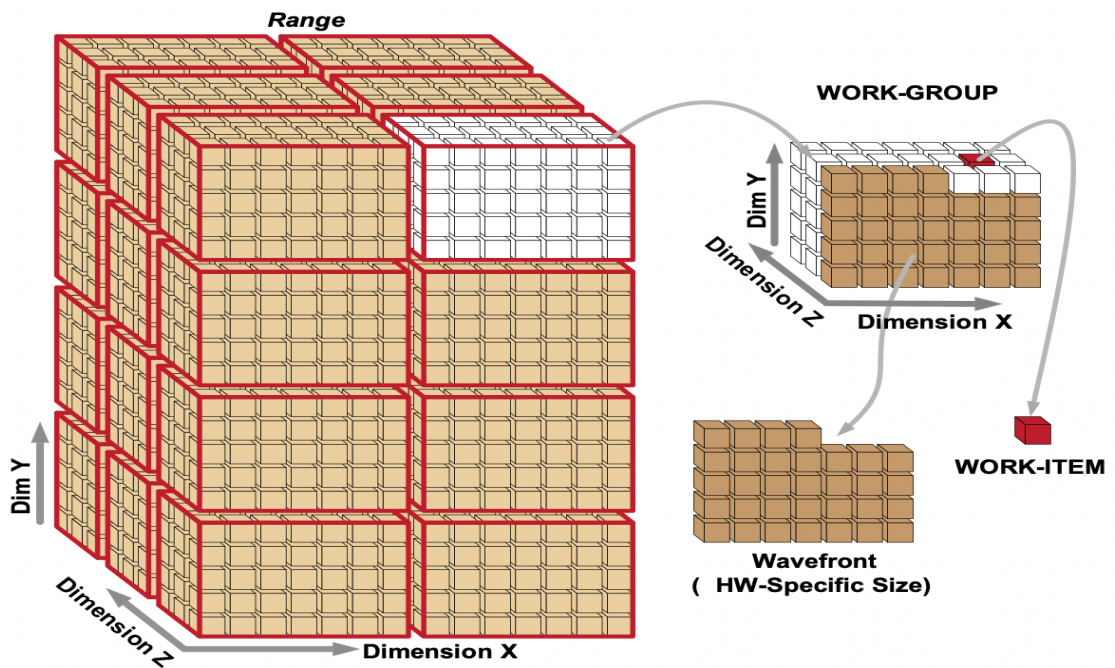 Range
WORK-GROUP
Dim Y
Dimension Z
Dimension X
WORK-ITEM
Wavefront
( HW-Specific Size)
Dim Y
Dimension Z
Dimension X